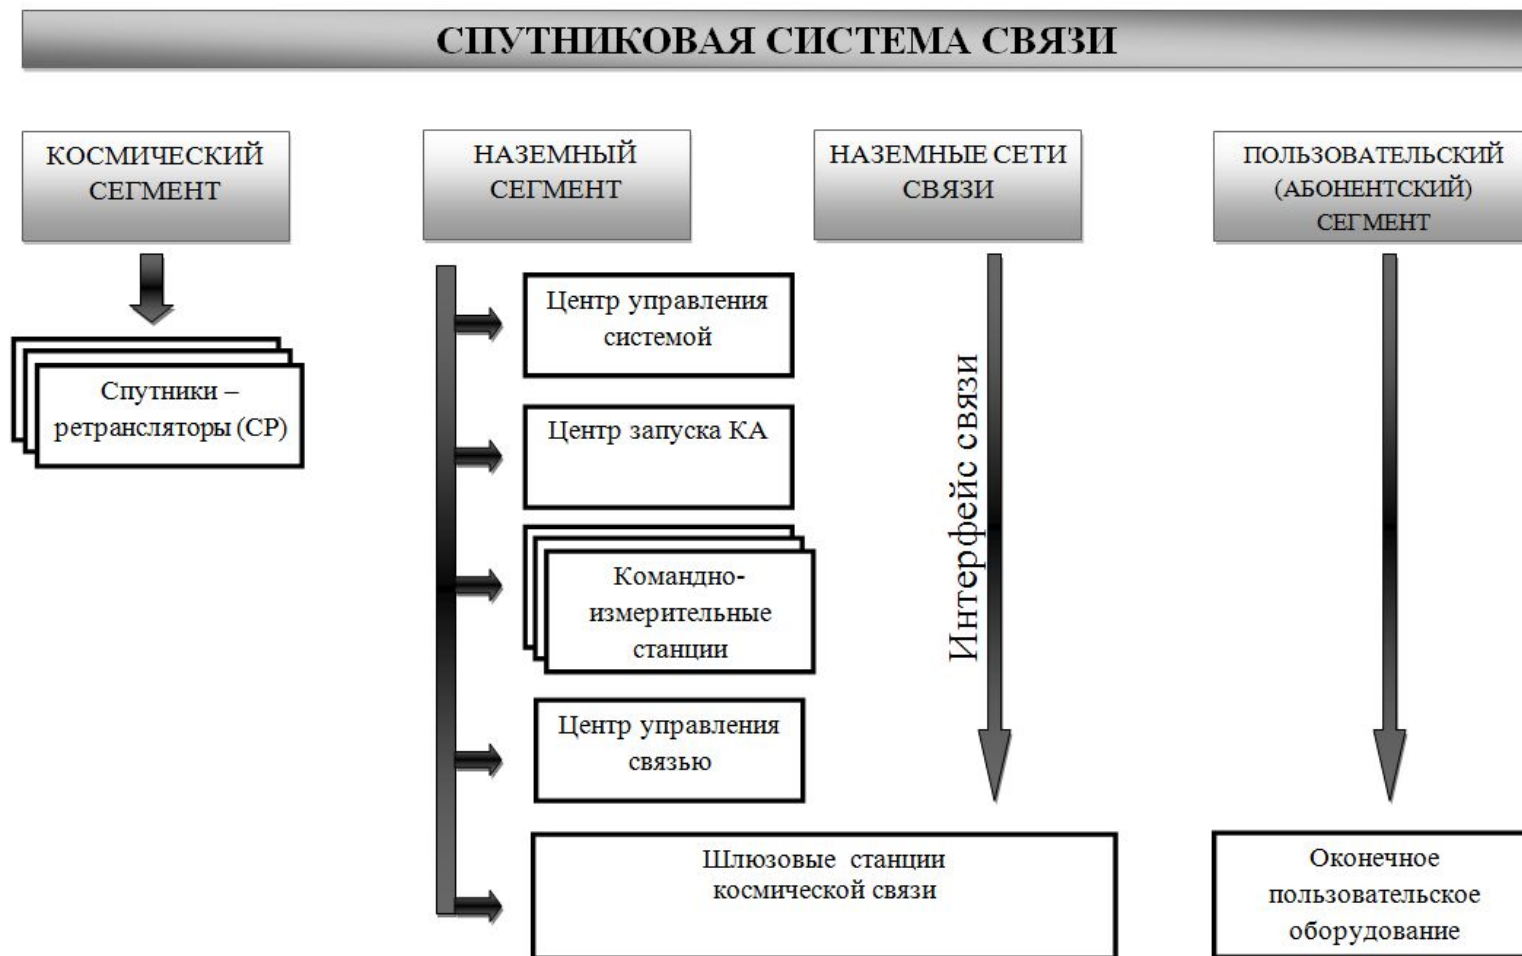 СПУТНИКОВАЯ СИСТЕМА СВЯЗИ
КОСМИЧЕСКИЙ
СЕГМЕНТ
НАЗЕМНЫЙ
СЕГМЕНТ
НАЗЕМНЫЕ СЕТИ
СВЯЗИ
ПОЛЬЗОВАТЕЛЬСКИЙ
(АБОНЕНТСКИЙ)
СЕГМЕНТ
Спутники –
ретрансляторы (СР)
Центр управления
системой
Центр запуска КА
Командно-
измерительные
станции
Центр управления
связью
Интерфейс связи
Шлюзовые станции
космической связи
Оконечное
пользовательское
оборудование